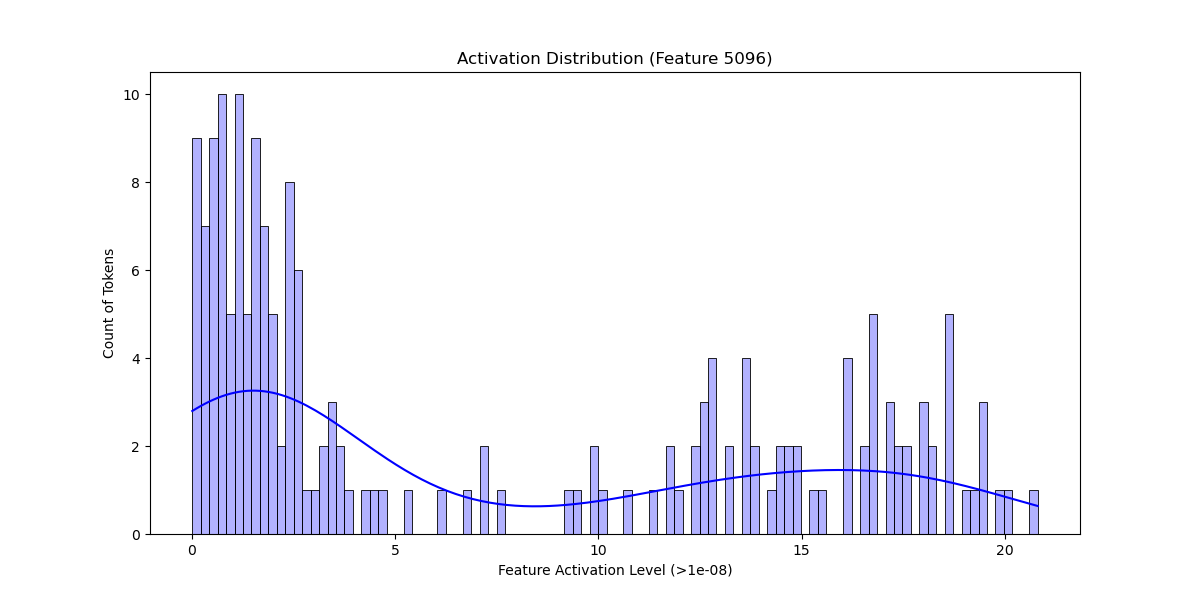 Activation Distribution (Feature 5096)
10
8
6
4
2
0
Count of Tokens
0 5 10 15 20
Feature Activation Level (>1e-08)